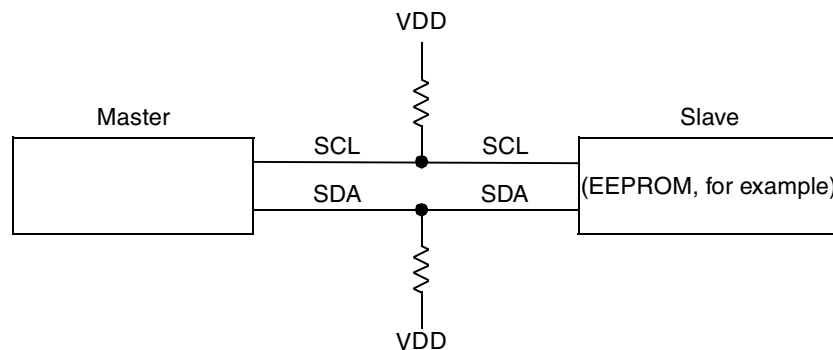 VDD
Master
Slave
SCL
SCL
SDA
SDA
(EEPROM, for example)
VDD